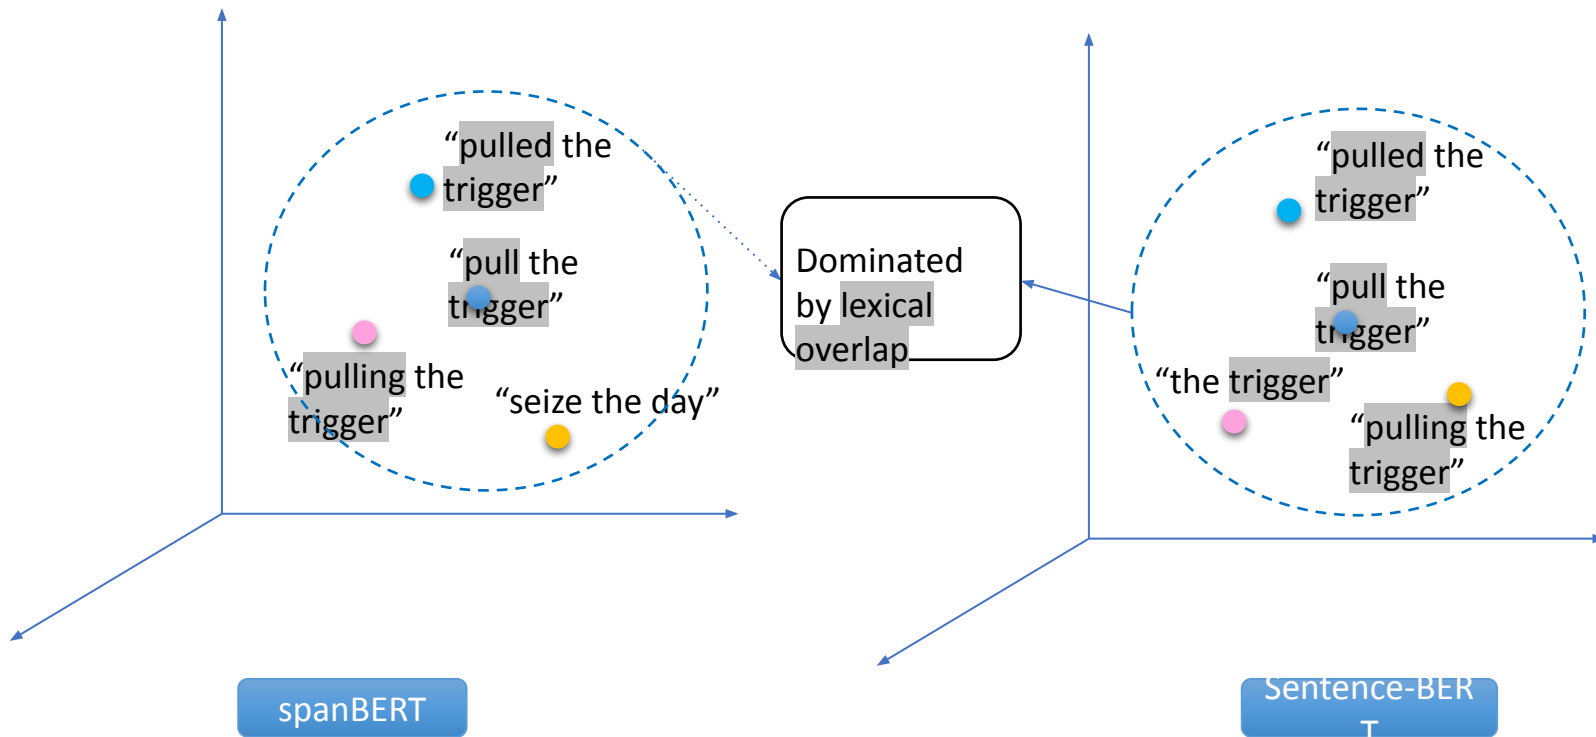 “pulled the
trigger”
“pull the
trigger”
“pulling the
trigger”
“seize the day”
spanBERT
Dominated
by lexical
overlap
“pulled the
trigger”
“pull the
trigger”
“the trigger”
“pulling the
trigger”
Sentence-BER
T